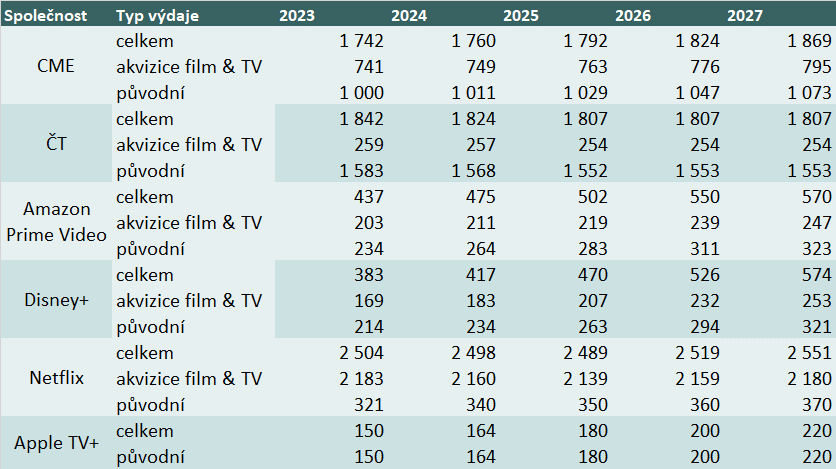 Společnost Typ výdaje 2023 2024 2025 2026 2027
CME celkem 1 742 1 760 1 792 1 824 1 869
akvizice film & TV 741 749 763 776 795
původní 1 000 1 011 1 029 1 047 1 073
ČT celkem 1 842 1 824 1 807 1 807 1 807
akvizice film & TV 259 257 254 254 254
původní 1 583 1 568 1 552 1 553 1 553
Amazon Prime Video celkem 437 475 502 550 570
akvizice film & TV 203 211 219 239 247
původní 234 264 283 311 323
Disney+ celkem 383 417 470 526 574
akvizice film & TV 169 183 207 232 253
původní 214 234 263 294 321
Netflix celkem 2 504 2 498 2 489 2 519 2 551
akvizice film & TV 2 183 2 160 2 139 2 159 2 180
původní 321 340 350 360 370
Apple TV+ celkem 150 164 180 200 220
původní 150 164 180 200 220